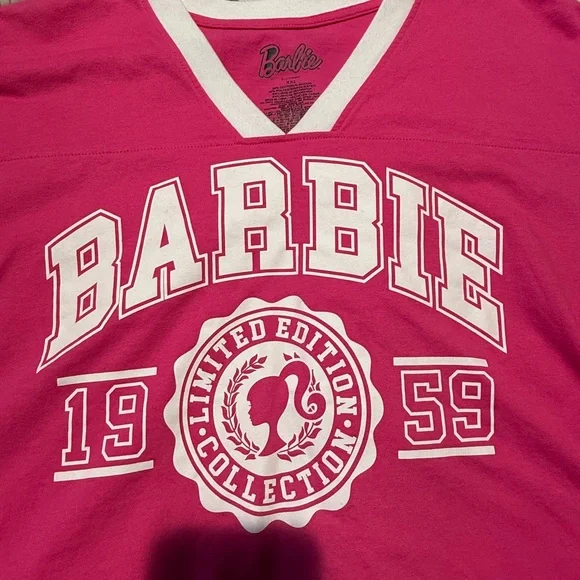 Barbie
BARBIE
19 59
LIMITED EDITION
COLLECTION